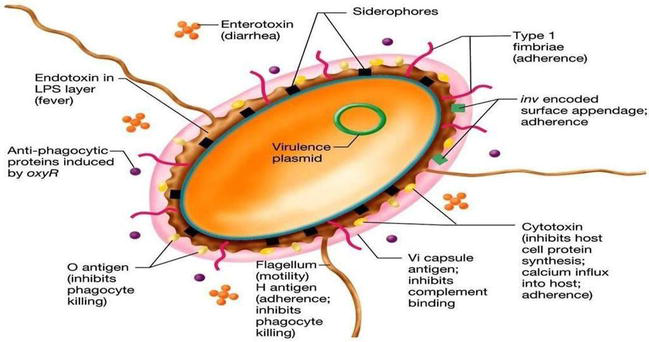 Enterotoxin
(diarrhea)
Siderophores
Type 1
fimbriae
(adherence)
Endotoxin in
LPS layer
(fever)
inv encoded
surface appendage;
adherence
Anti-phagocytic
proteins induced
by oxyR
Virulence
plasmid
O antigen
(inhibits
phagocyte
killing)
Flagellum
(motility)
H antigen
(adherence;
inhibits
phagocyte
killing)
Vi capsule
antigen;
inhibits
complement
binding
Cytotoxin
(inhibits host
cell protein
synthesis;
calcium influx
into host;
adherence)